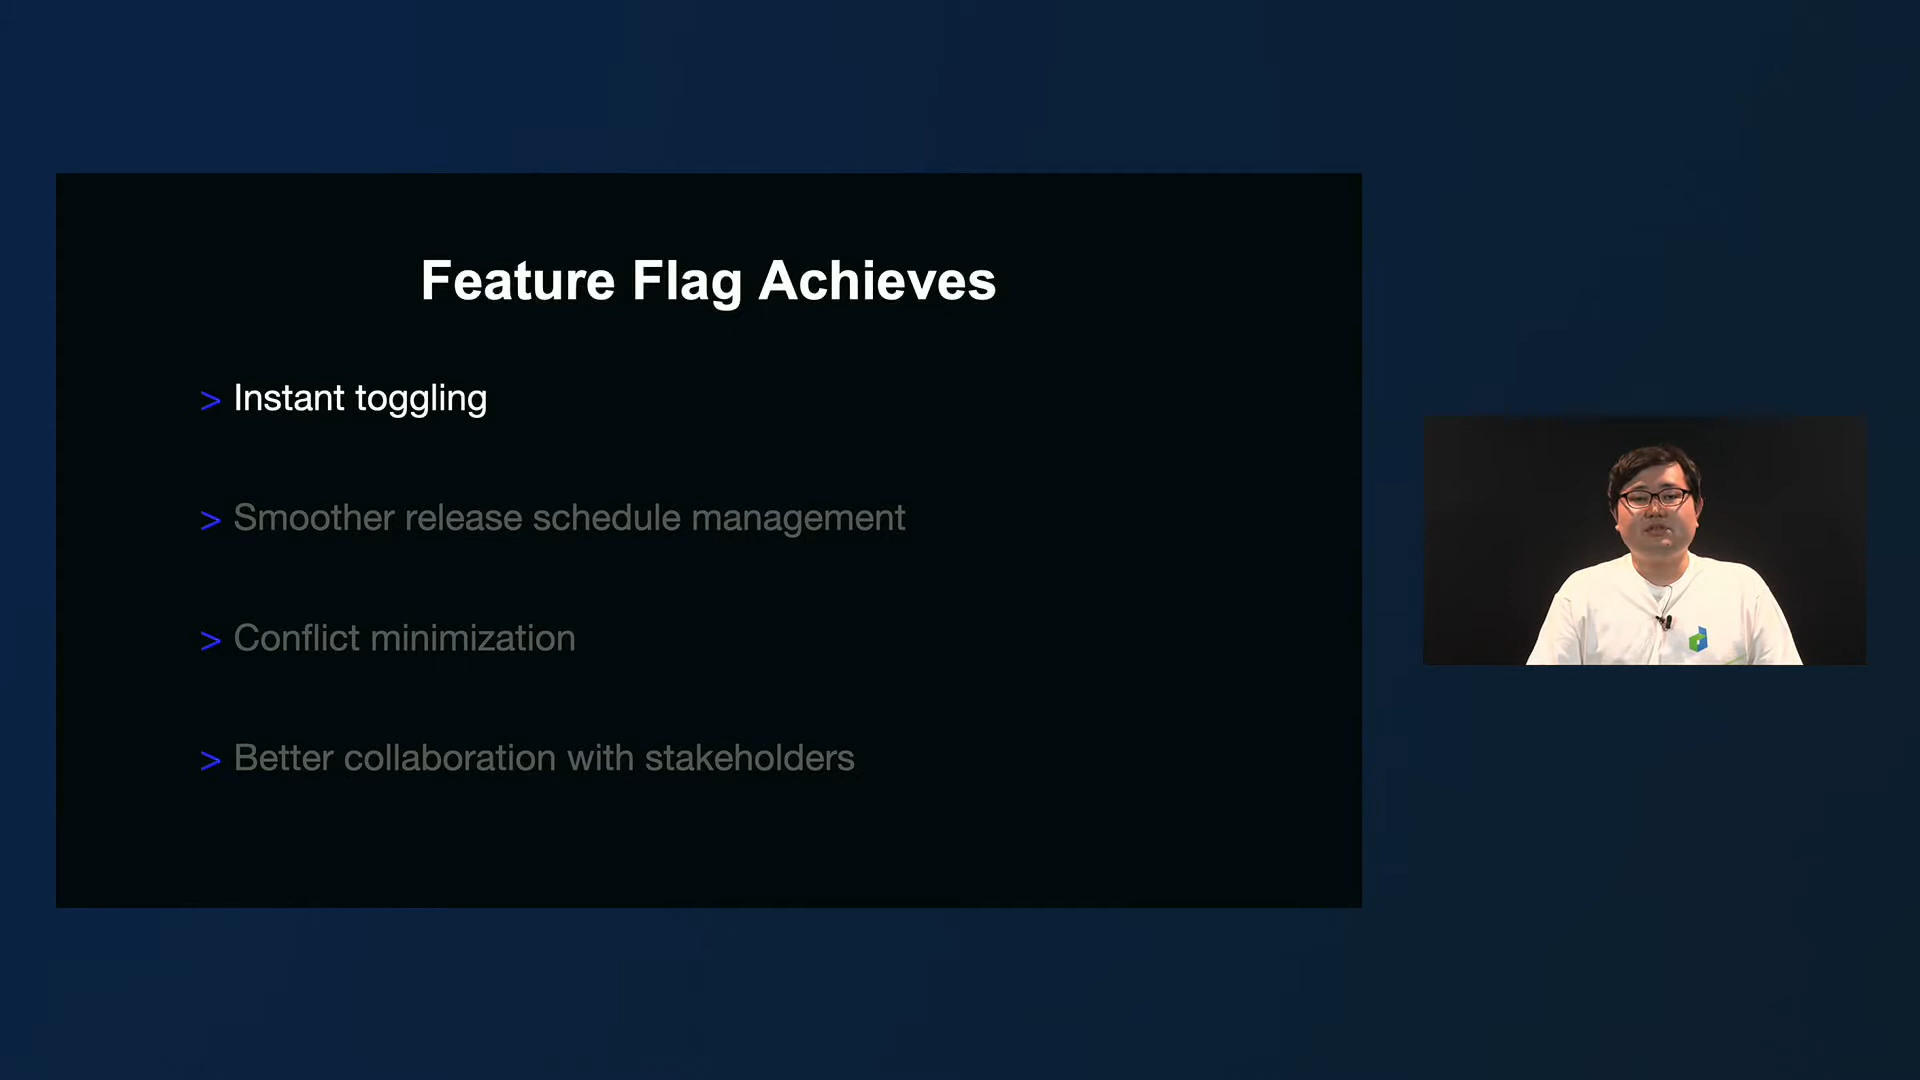 Feature Flag Achieves
> Instant toggling
> Smoother release schedule management
> Conflict minimization
> Better collaboration with stakeholders